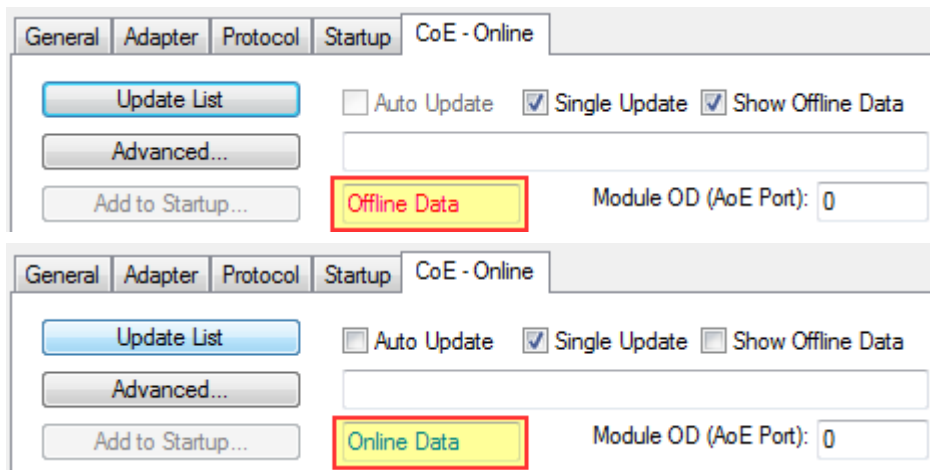 General Adapter Protocol Startup CoE - Online
Update List Auto Update Single Update Show Offline Data
Advanced...
Add to Startup... Offline Data Module OD (AoE Port): 0
General Adapter Protocol Startup CoE - Online
Update List Auto Update Single Update Show Offline Data
Advanced...
Add to Startup... Online Data Module OD (AoE Port): 0